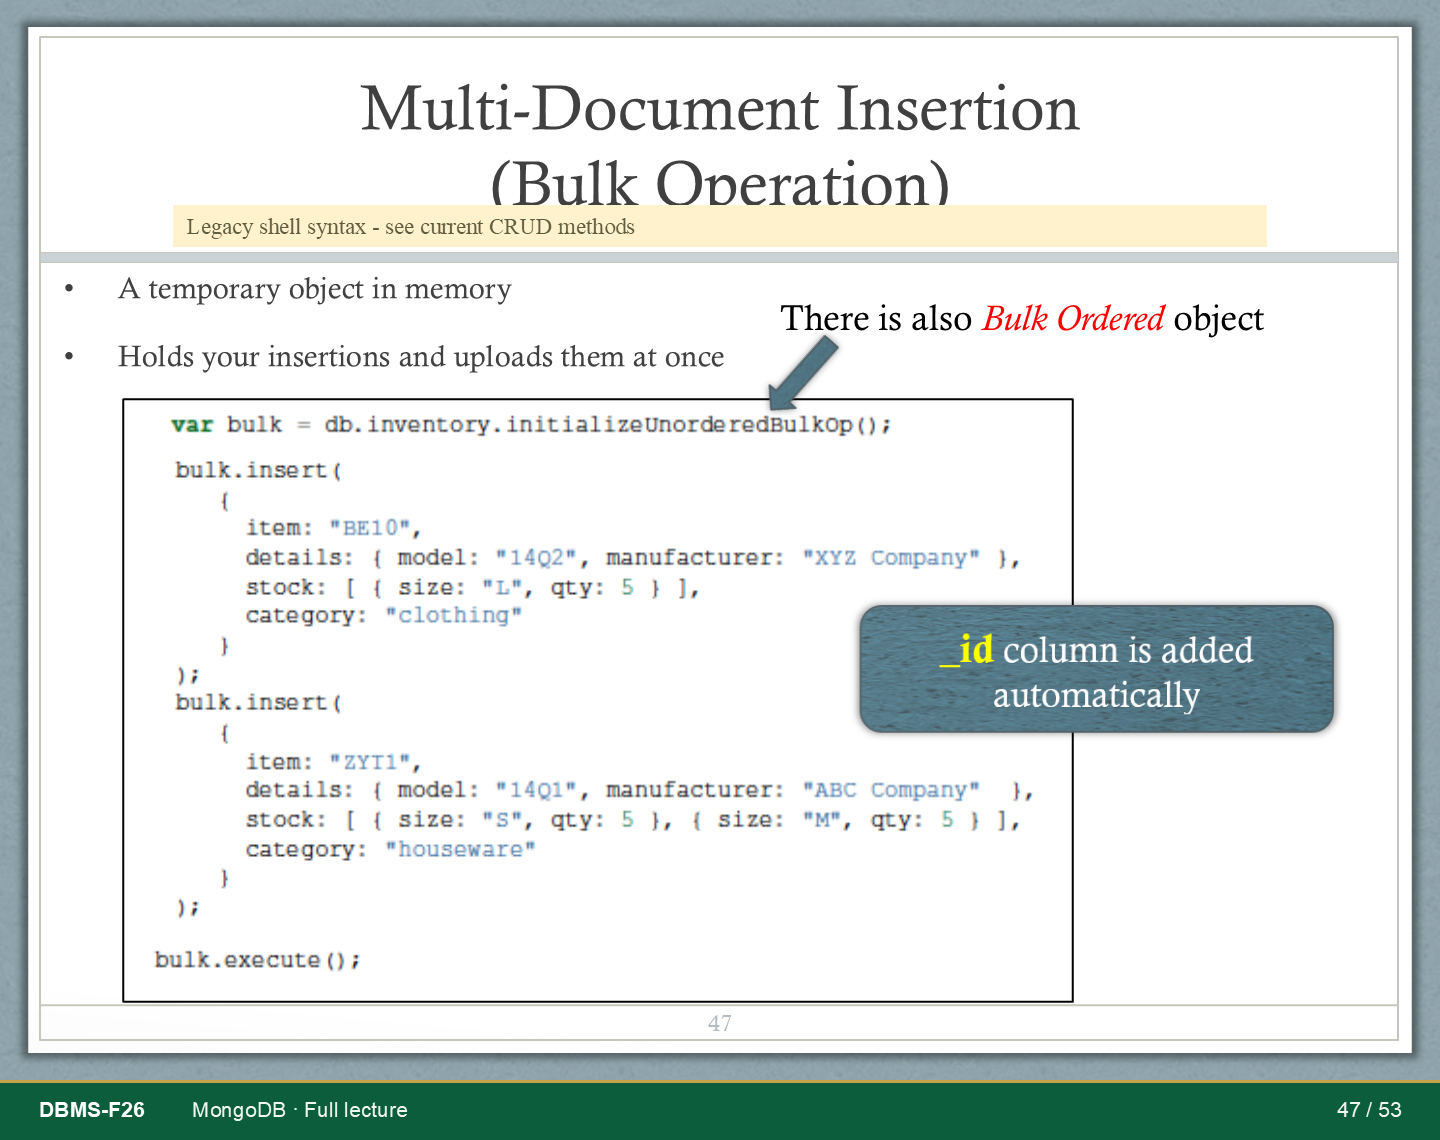 Multi-Document Insertion
(Bulk Operation)
Legacy shell syntax - see current CRUD methods
• A temporary object in memory
There is also Bulk Ordered object
• Holds your insertions and uploads them at once
var bulk = db.inventory.initializeUnorderedBulkOp();
bulk.insert(
{
item: "BE10",
details: { model: "14Q2", manufacturer: "XYZ Company" },
stock: [ { size: "L", qty: 5 } ],
category: "clothing"
}
);
_id column is added
automatically
bulk.insert(
{
item: "ZYT1",
details: { model: "14Q1", manufacturer: "ABC Company"  },
stock: [ { size: "S", qty: 5 }, { size: "M", qty: 5 } ],
category: "houseware"
}
);
bulk.execute();
47
DBMS-F26 MongoDB · Full lecture 47 / 53